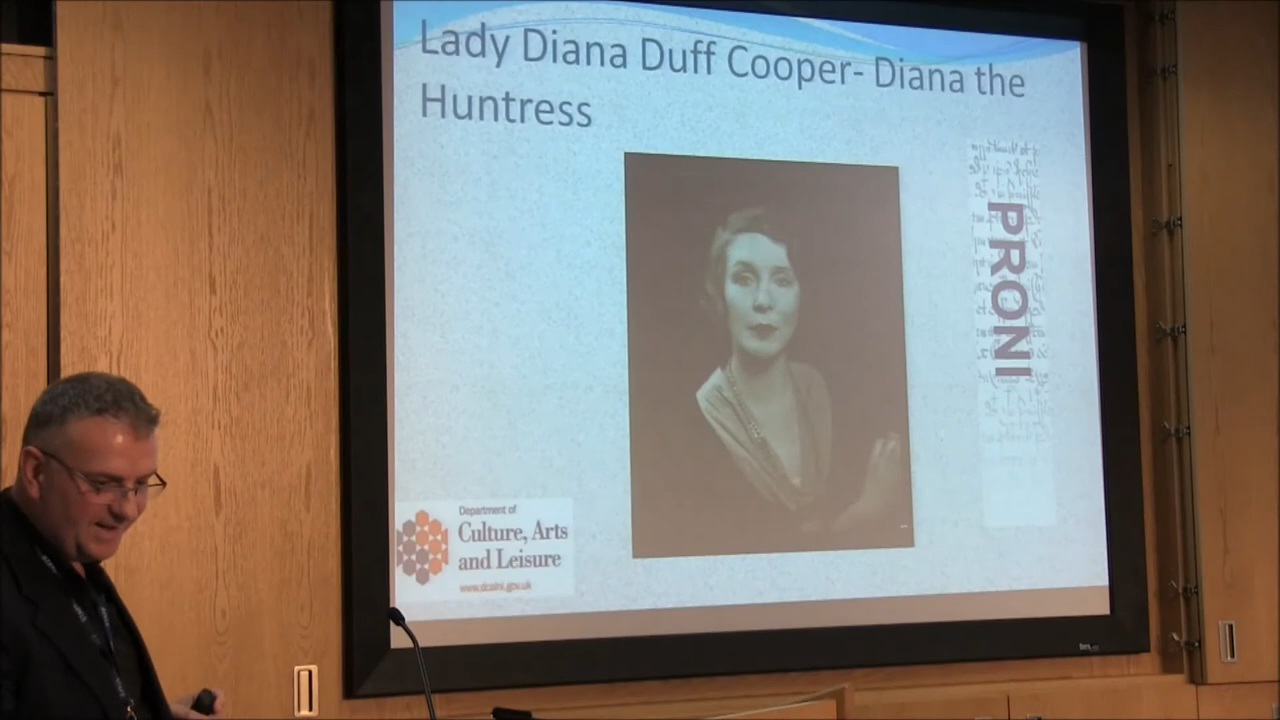 Lady Diana Duff Cooper- Diana the
Huntress
PRONI
Department of
Culture, Arts
and Leisure
www.dcalni.gov.uk